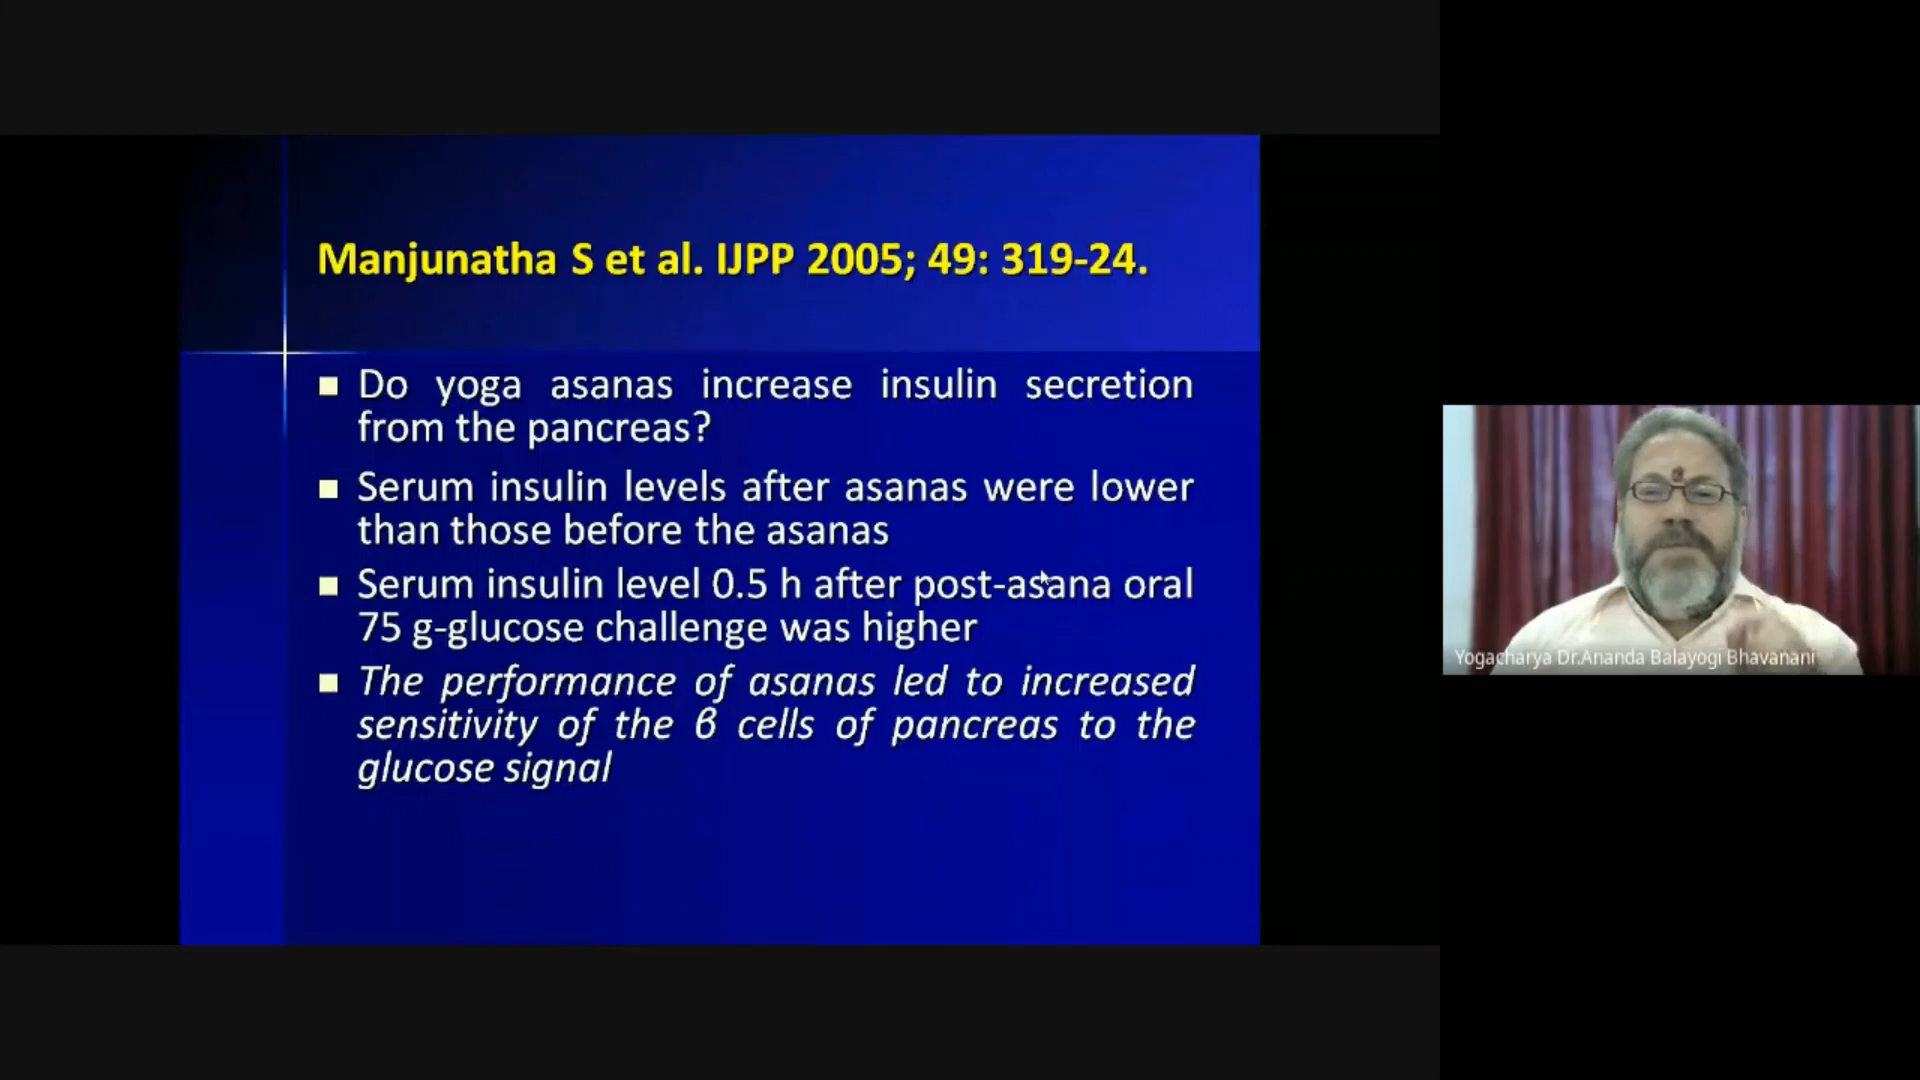 Manjunatha S et al. IJPP 2005; 49: 319-24.
Do yoga asanas increase insulin secretion
from the pancreas?
Serum insulin levels after asanas were lower
than those before the asanas
Serum insulin level 0.5 h after post-asana oral
75 g-glucose challenge was higher
The performance of asanas led to increased
sensitivity of the β cells of pancreas to the
glucose signal
Yogacharya Dr.Ananda Balayogi Bhavanani